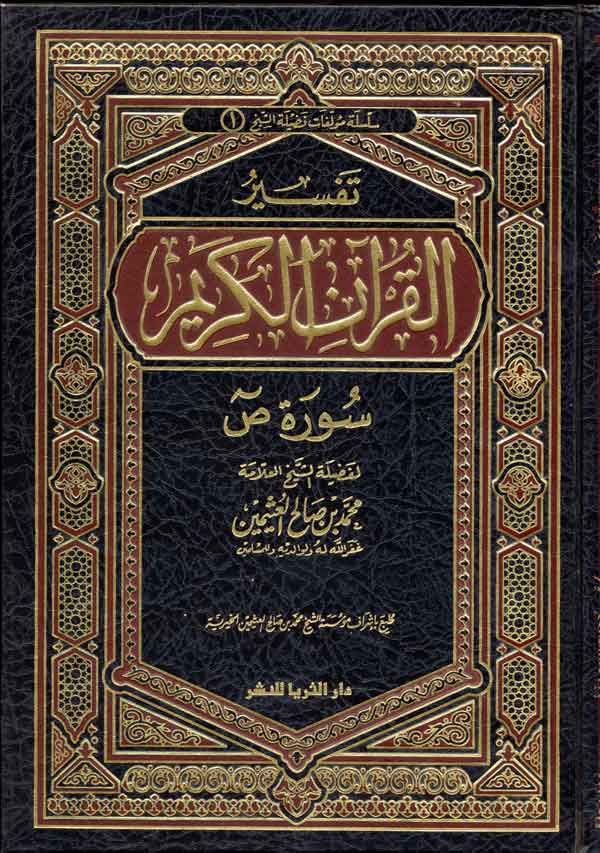 سلسلة مؤلفات فضيلة الشيخ (١)
تفسير
القرآن الكريم
سورة ص
لفضيلة الشيخ العلامة
محمد بن صالح العثيمين
غفر الله له ولوالديه وللمسلمين
طبع بإشراف مؤسسة الشيخ محمد بن صالح العثيمين الخيرية
دار الثريا للنشر